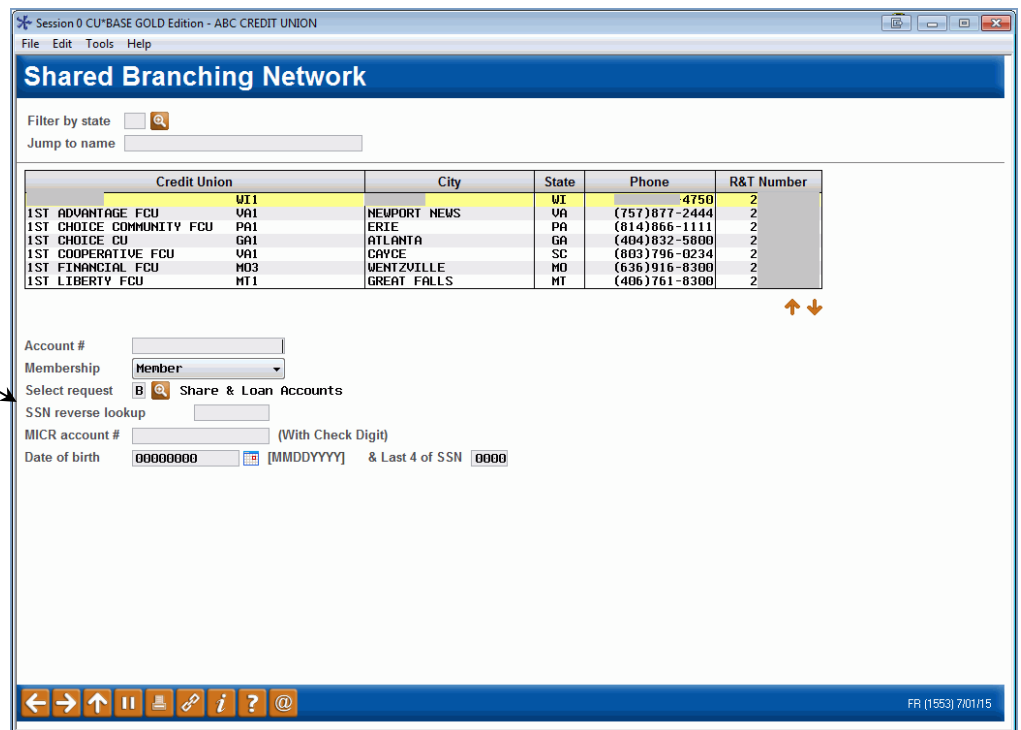 Session 0 CU*BASE GOLD Edition - ABC CREDIT UNION
File Edit Tools Help
Shared Branching Network
Filter by state
Jump to name
Credit Union City State Phone R&T Number
WI1 WI -4750 2
1ST ADVANTAGE FCU VA1 NEWPORT NEWS VA (757)877-2444 2
1ST CHOICE COMMUNITY FCU PA1 ERIE PA (814)866-1111 2
1ST CHOICE CU GA1 ATLANTA GA (404)832-5800 2
1ST COOPERATIVE FCU VA1 CAYCE SC (803)796-0234 2
1ST FINANCIAL FCU MO3 WENTZVILLE MO (636)916-8300 2
1ST LIBERTY FCU MT1 GREAT FALLS MT (406)761-8300 2
Account #
Membership Member
Select request B Share & Loan Accounts
SSN reverse lookup
MICR account # (With Check Digit)
Date of birth 00000000 [MMDDYYYY] & Last 4 of SSN 0000
i ? @ FR (1553) 7/01/15